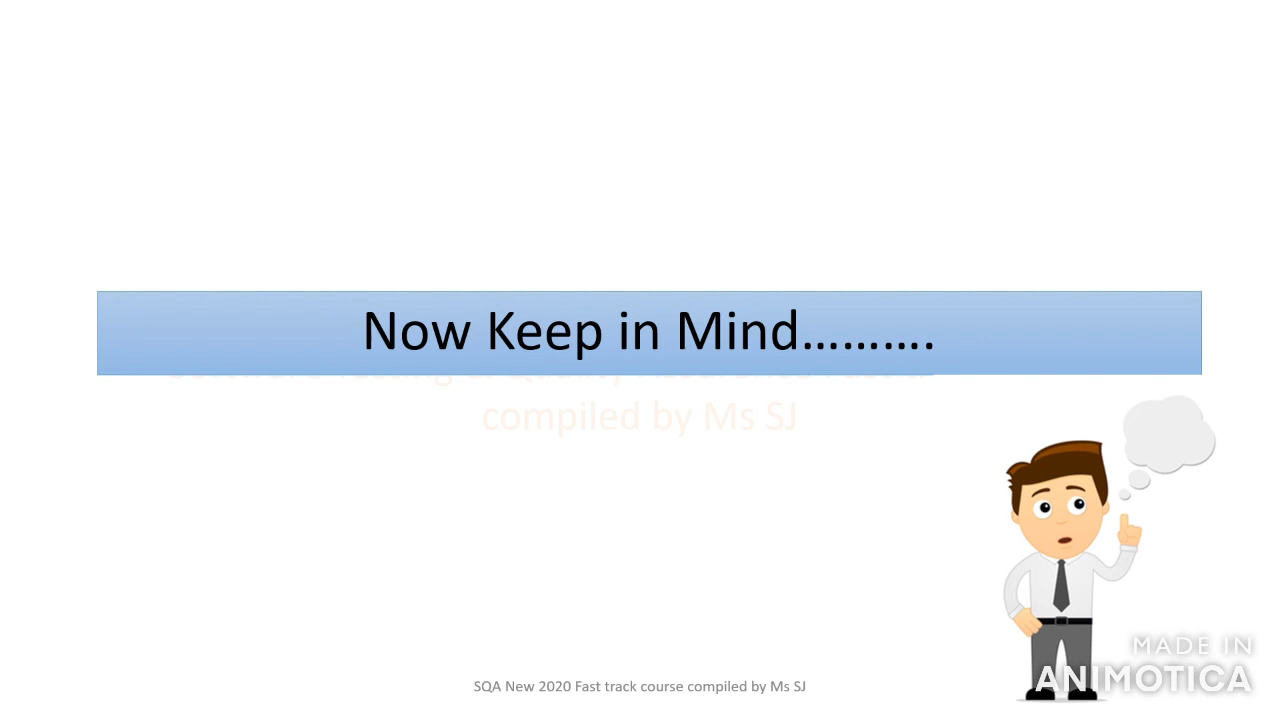 Now Keep in Mind……….
compiled by Ms SJ
SQA New 2020 Fast track course compiled by Ms SJ
MADE IN
ANIMOTICA